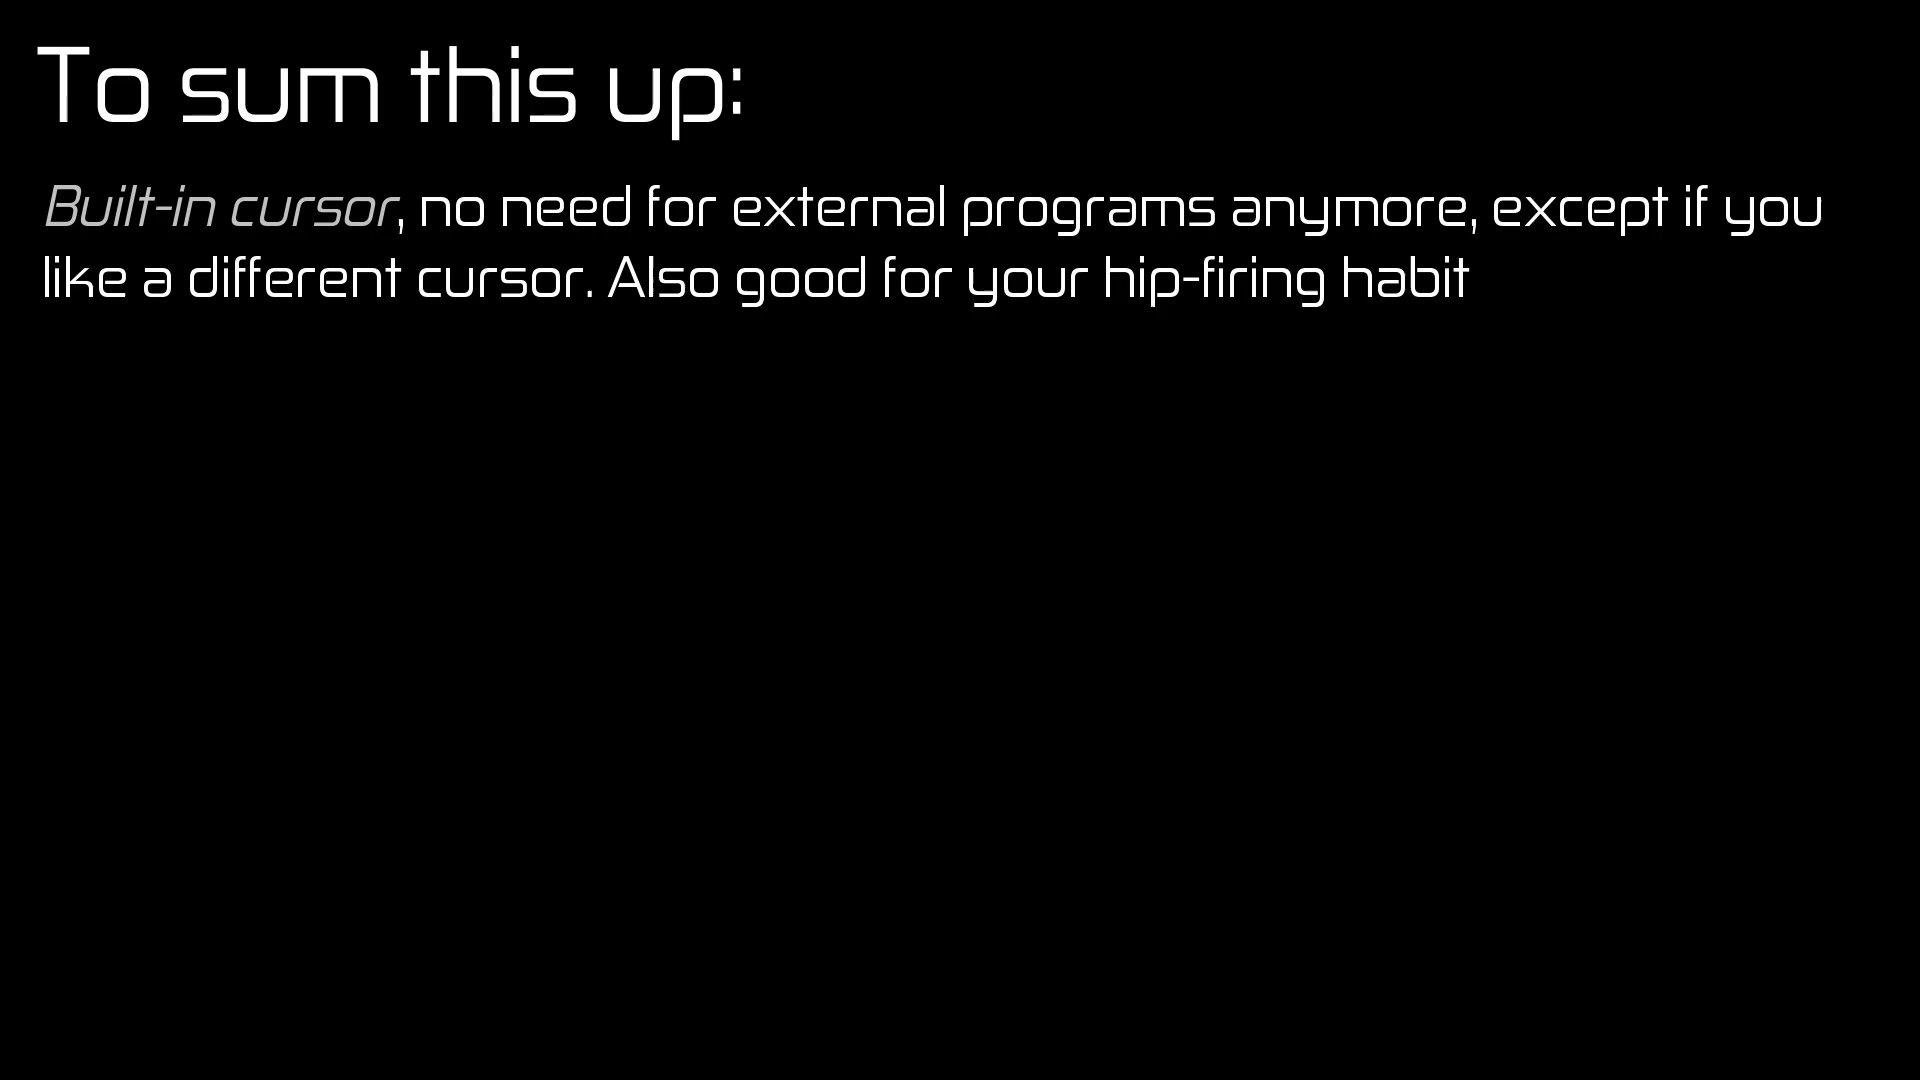 To sum this up:
Built-in cursor, no need for external programs anymore, except if you
like a different cursor. Also good for your hip-firing habit